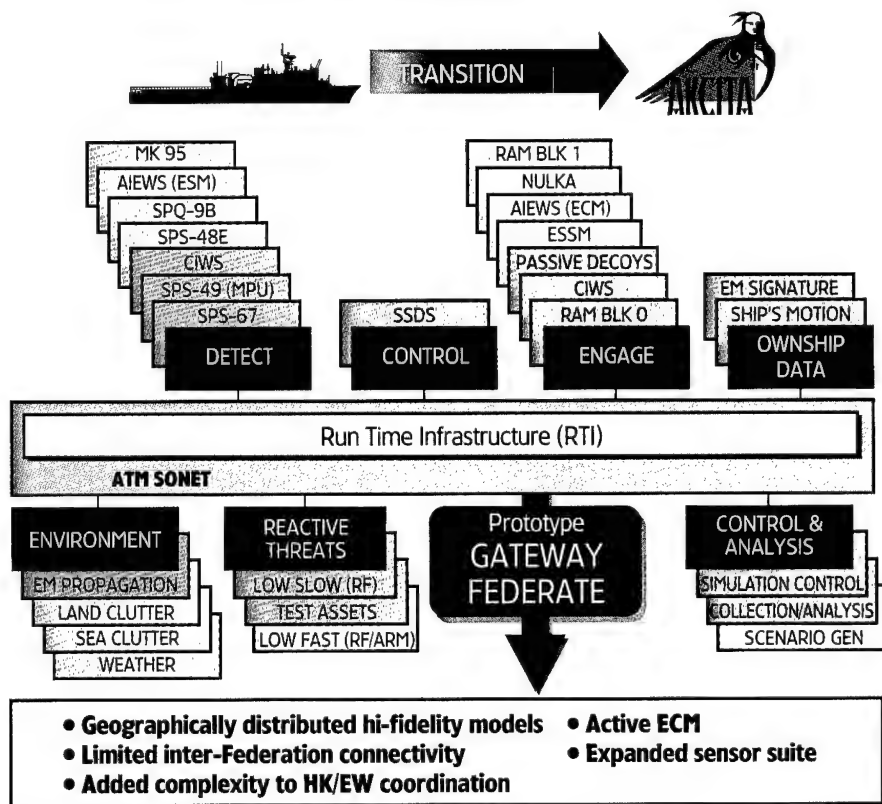 TRANSITION
AKCITA
MK 95
AIEWS (ESM)
SPQ-9B
SPS-48E
CIWS
SPS-49 (MPU)
SPS-67
DETECT
SSDS
CONTROL
RAM BLK 1
NULKA
AIEWS (ECM)
ESSM
PASSIVE DECOYS
CIWS
RAM BLK 0
ENGAGE
EM SIGNATURE
SHIP'S MOTION
OWNSHIP
DATA
Run Time Infrastructure (RTI)
ATM SONET
ENVIRONMENT
EM PROPAGATION
LAND CLUTTER
SEA CLUTTER
WEATHER
REACTIVE
THREATS
LOW SLOW (RF)
TEST ASSETS
LOW FAST (RF/ARM)
Prototype
GATEWAY
FEDERATE
CONTROL &
ANALYSIS
SIMULATION CONTROL
COLLECTION/ANALYSIS
SCENARIO GEN
• Geographically distributed hi-fidelity models
• Limited inter-Federation connectivity
• Added complexity to HK/EW coordination
• Active ECM
• Expanded sensor suite